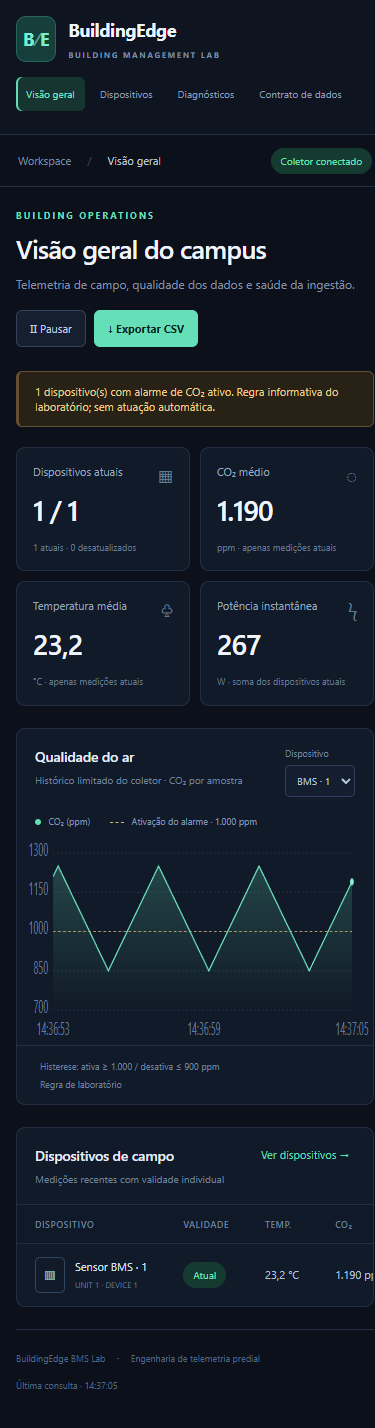 B/E
BuildingEdge
BUILDING MANAGEMENT LAB
Visão geral Dispositivos Diagnósticos Contrato de dados
Workspace / Visão geral
Coletor conectado
BUILDING OPERATIONS
Visão geral do campus
Telemetria de campo, qualidade dos dados e saúde da ingestão.
II Pausar
↓ Exportar CSV
1 dispositivo(s) com alarme de CO₂ ativo. Regra informativa do
laboratório; sem atuação automática.
Dispositivos atuais
1 / 1
1 atuais · 0 desatualizados
CO₂ médio
1.190
ppm · apenas medições atuais
Temperatura média
23,2
°C · apenas medições atuais
Potência instantânea
267
W · soma dos dispositivos atuais
Qualidade do ar
Histórico limitado do coletor · CO₂ por amostra
Dispositivo
BMS · 1
CO₂ (ppm)
Ativação do alarme · 1.000 ppm
1300
1150
1000
850
700
14:36:53 14:36:59 14:37:05
Histerese: ativa ≥ 1.000 / desativa ≤ 900 ppm
Regra de laboratório
Dispositivos de campo
Ver dispositivos →
Medições recentes com validade individual
DISPOSITIVO VALIDADE TEMP. CO₂
Sensor BMS · 1
UNIT 1 · DEVICE 1
Atual
23,2 °C
1.190 pp
BuildingEdge BMS Lab · Engenharia de telemetria predial
Última consulta · 14:37:05